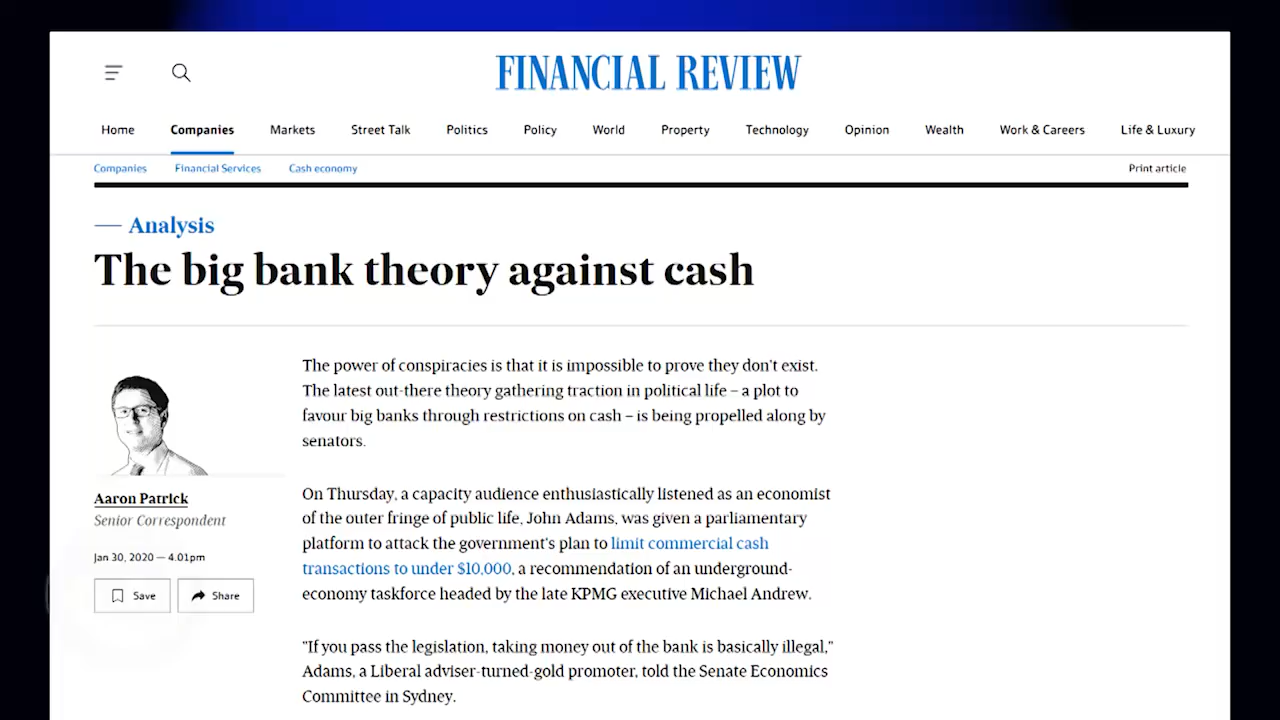 FINANCIAL REVIEW
Home Companies Markets Street Talk Politics Policy World Property Technology Opinion Wealth Work & Careers Life & Luxury
Companies Financial Services Cash economy Print article
— Analysis
The big bank theory against cash
The power of conspiracies is that it is impossible to prove they don't exist.
The latest out-there theory gathering traction in political life – a plot to
favour big banks through restrictions on cash – is being propelled along by
senators.
Aaron Patrick
Senior Correspondent
Jan 30, 2020 — 4.01pm
Save Share
On Thursday, a capacity audience enthusiastically listened as an economist
of the outer fringe of public life, John Adams, was given a parliamentary
platform to attack the government's plan to limit commercial cash
transactions to under $10,000, a recommendation of an underground-
economy taskforce headed by the late KPMG executive Michael Andrew.
"If you pass the legislation, taking money out of the bank is basically illegal,"
Adams, a Liberal adviser-turned-gold promoter, told the Senate Economics
Committee in Sydney.